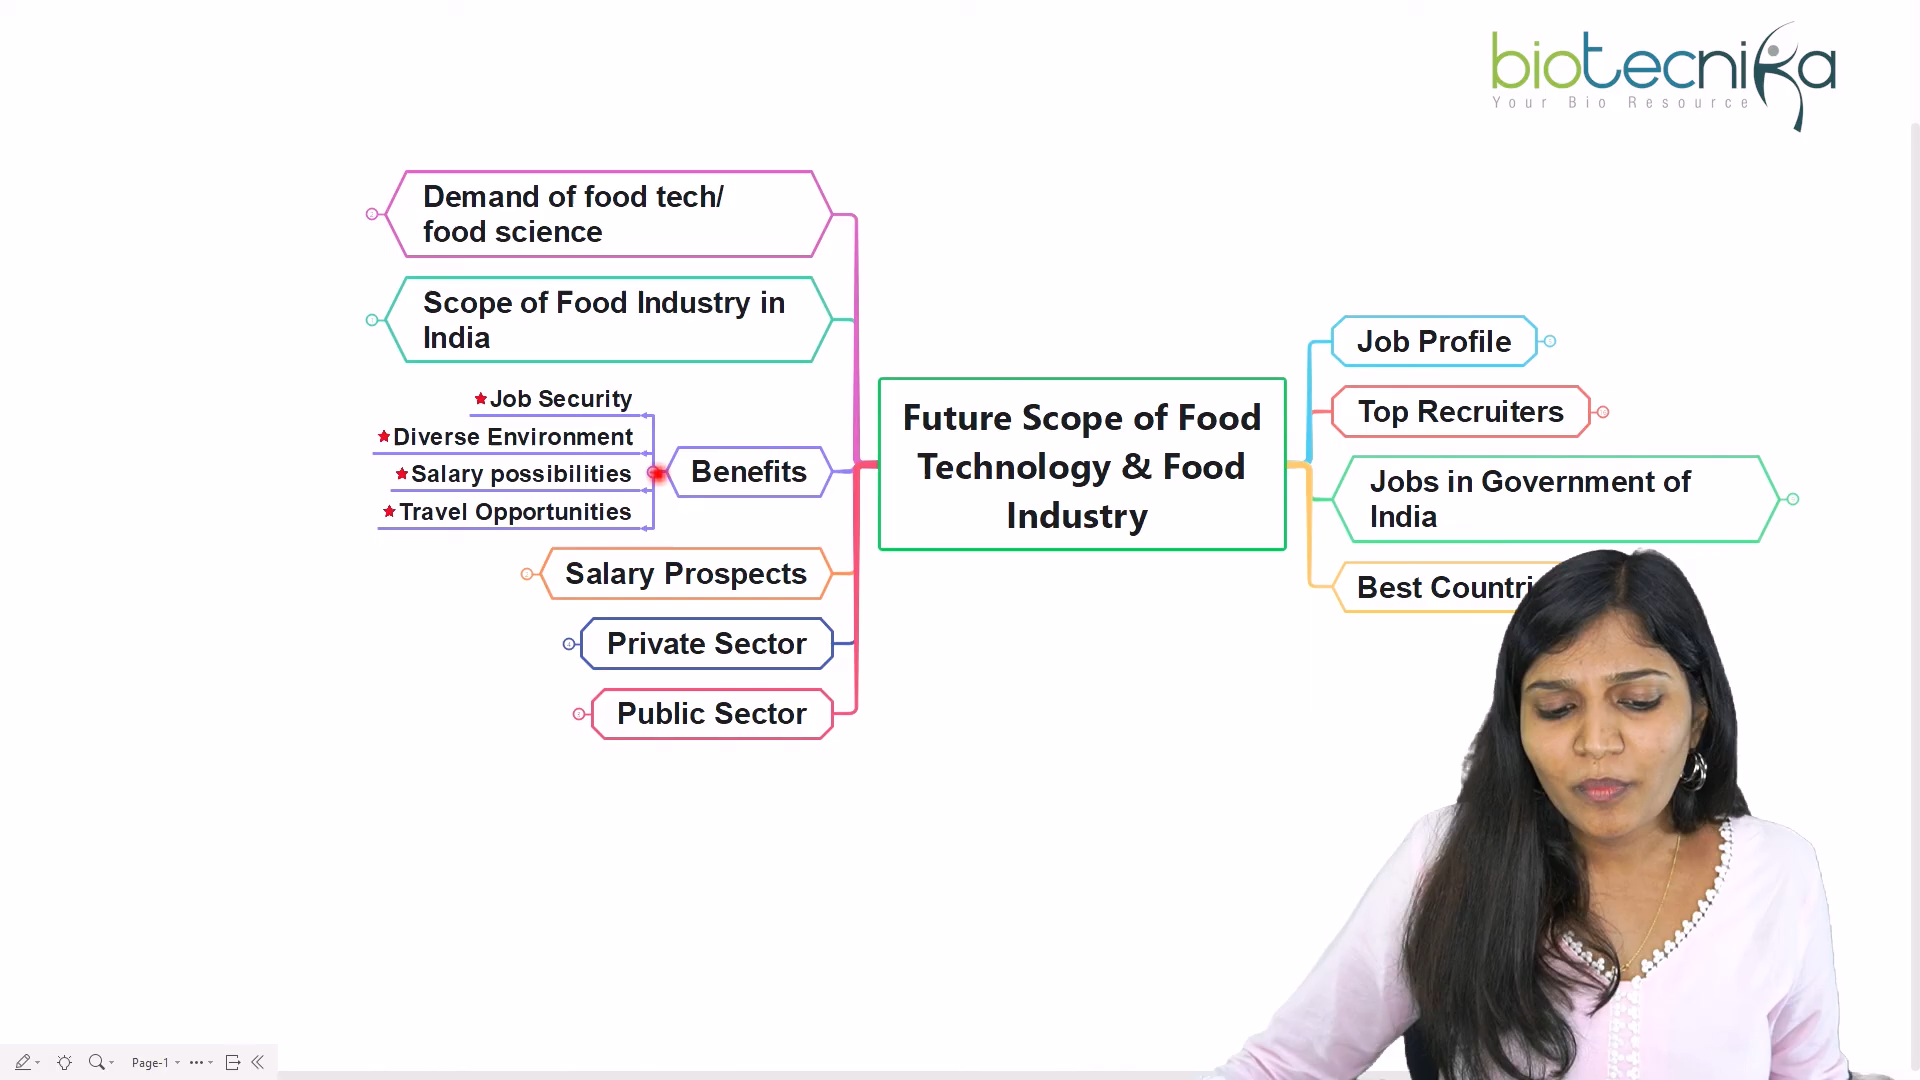 biotecnika
Your Bio Resource
Demand of food tech/
food science
Scope of Food Industry in
India
Job Security
Diverse Environment
Salary possibilities
Travel Opportunities
Benefits
Salary Prospects
Private Sector
Public Sector
Future Scope of Food
Technology & Food
Industry
Job Profile
Top Recruiters
Jobs in Government of
India
Best Countri
Page-1